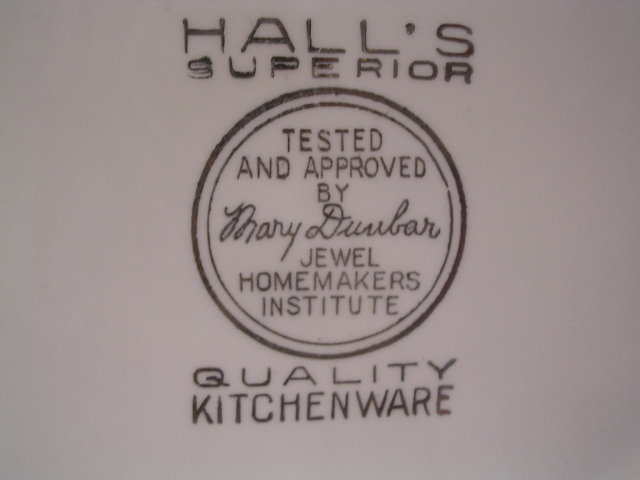 HALL'S
SUPERIOR
TESTED
AND APPROVED
BY
Mary Dunbar
JEWEL
HOMEMAKERS
INSTITUTE
QUALITY
KITCHENWARE